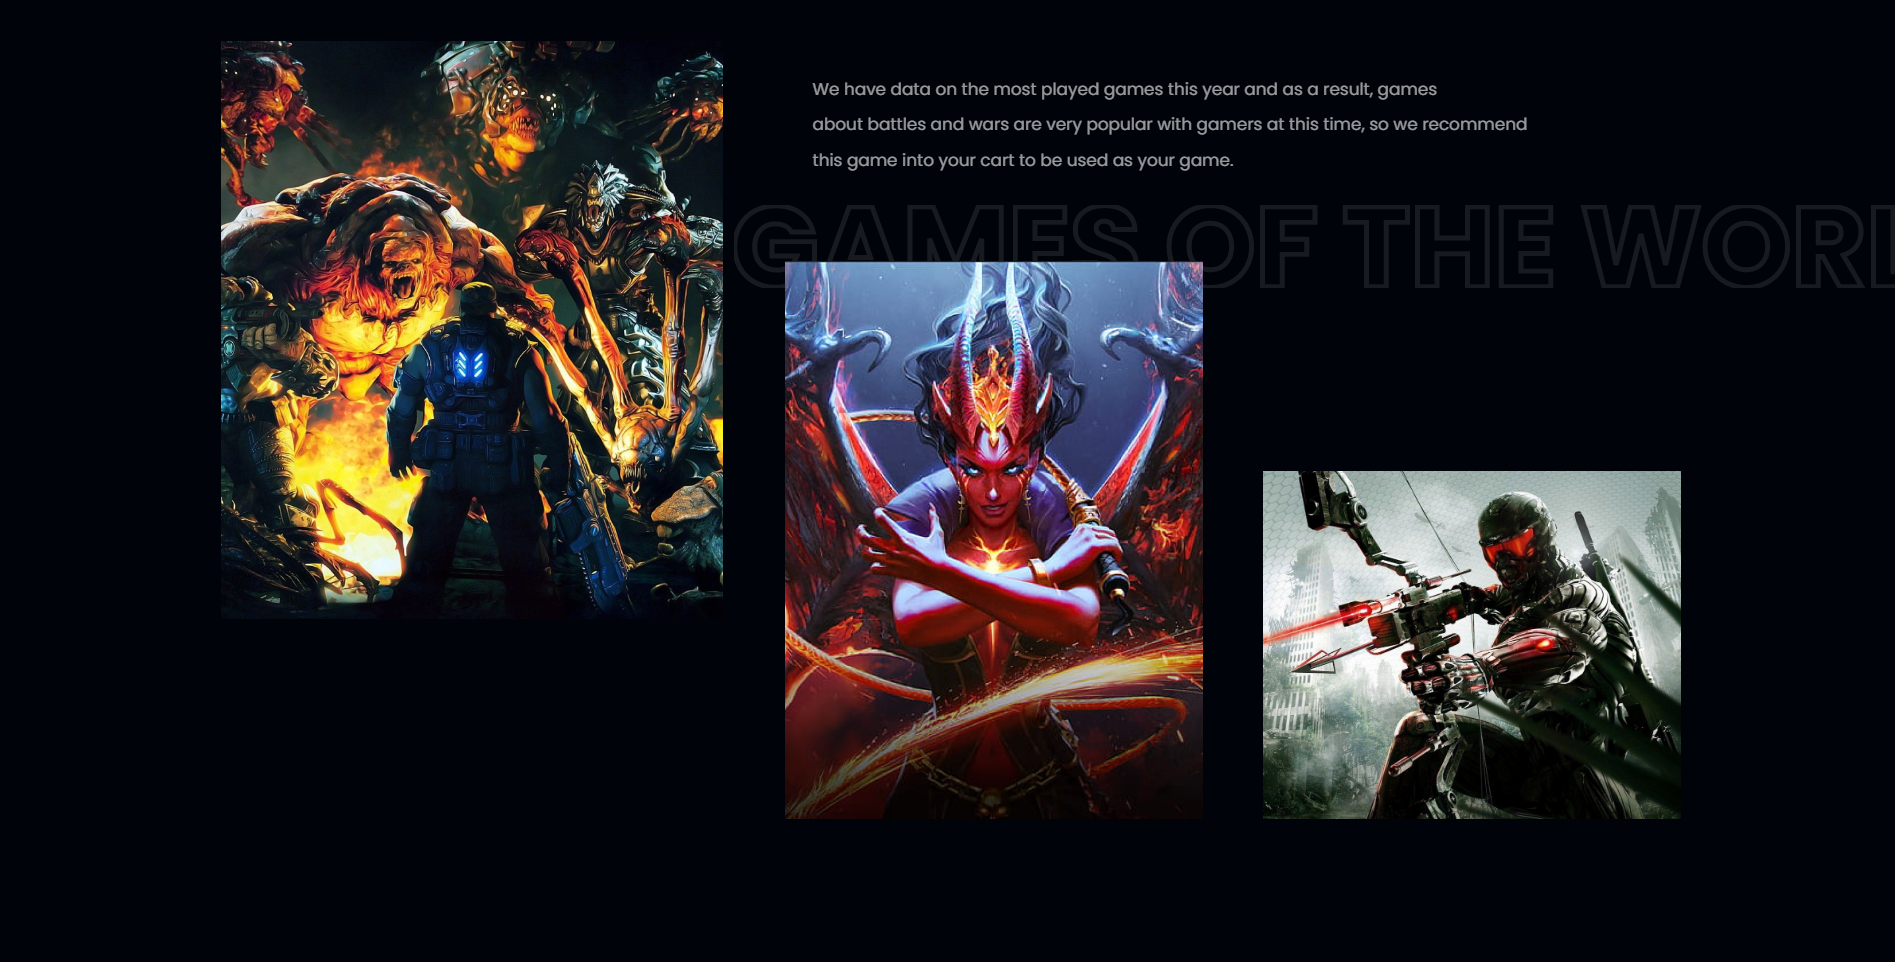 We have data on the most played games this year and as a result, games
about battles and wars are very popular with gamers at this time, so we recommend
this game into your cart to be used as your game.
GAMES OF THE WORL